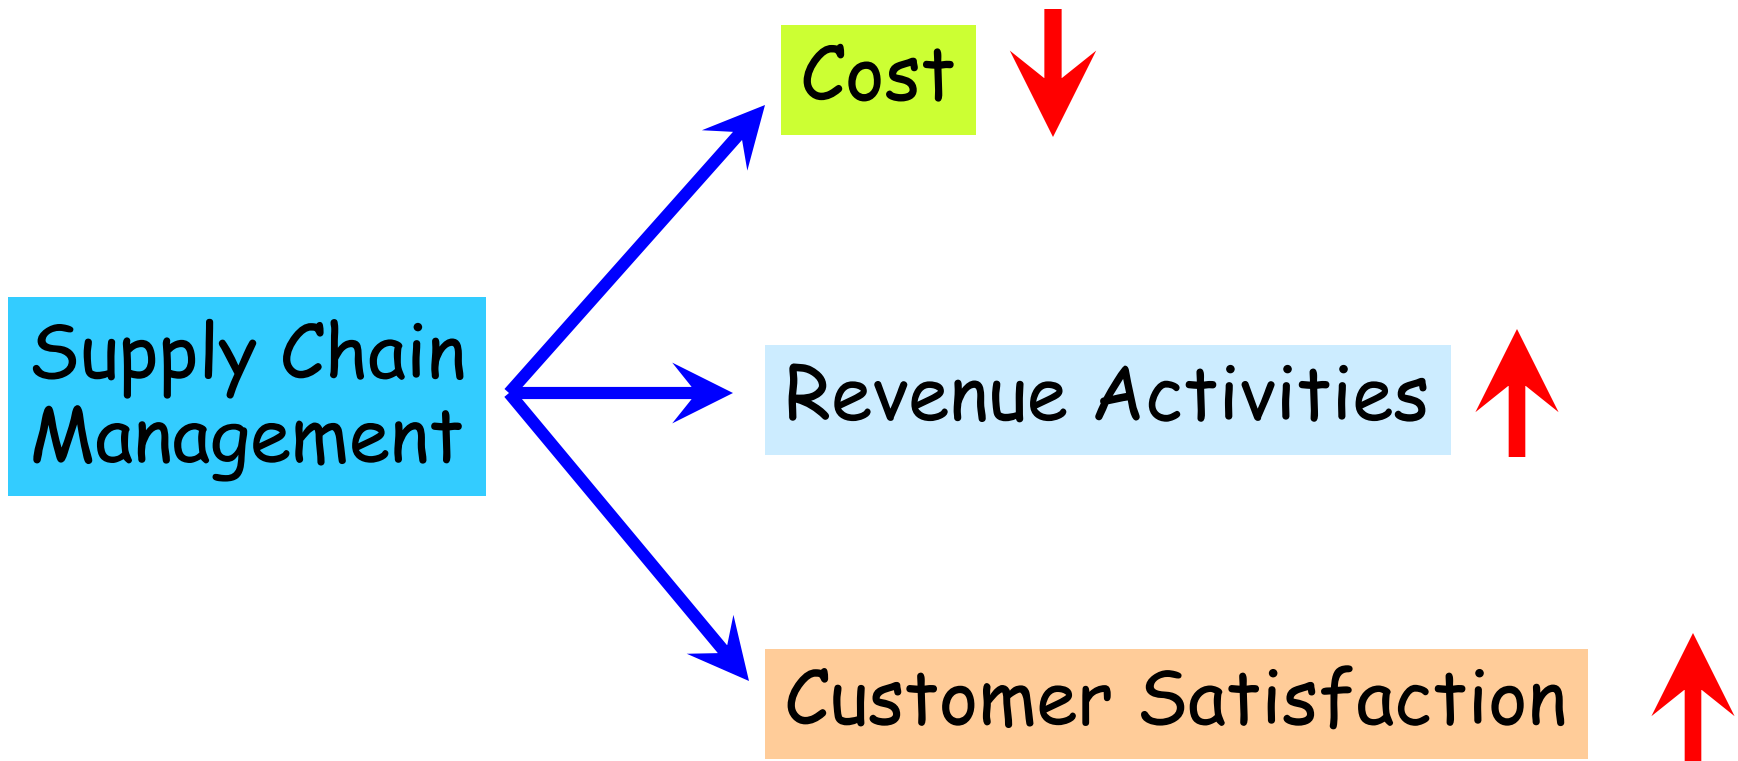 Cost
Supply Chain
Management
Revenue Activities
Customer Satisfaction